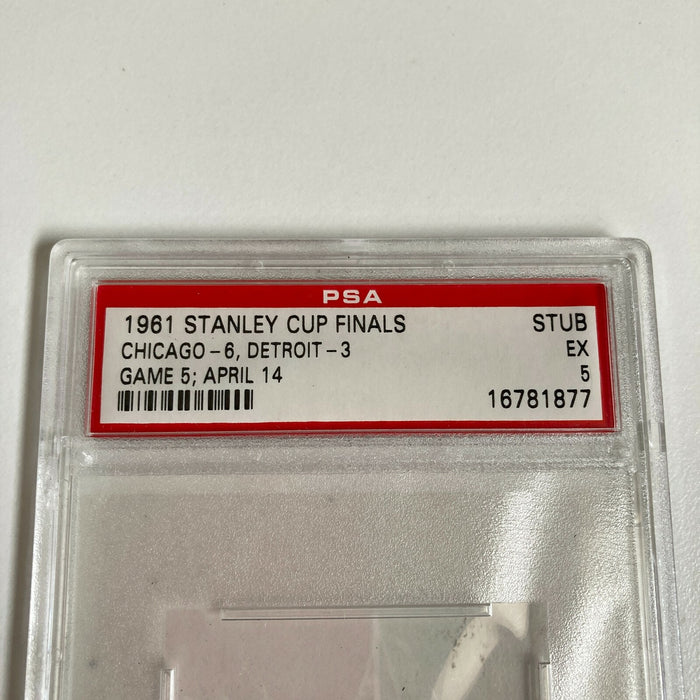 PSA
1961 STANLEY CUP FINALS STUB
CHICAGO-6, DETROIT-3 EX
GAME 5; APRIL 14 5
16781877